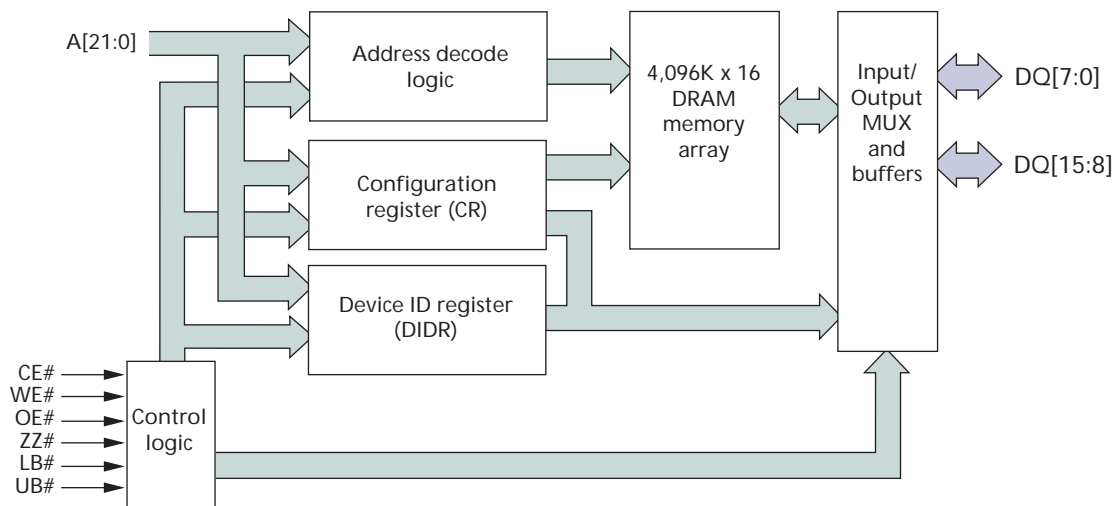 A[21:0]
Address decode
logic
4,096K x 16
DRAM
memory
array
Input/
Output
MUX
and
buffers
DQ[7:0]
DQ[15:8]
Configuration
register (CR)
Device ID register
(DIDR)
CE#
WE#
OE#
ZZ#
LB#
UB#
Control
logic